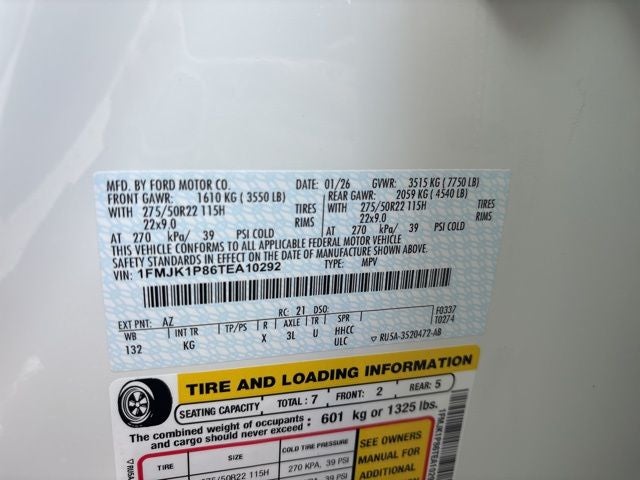 MFD. BY FORD MOTOR CO. DATE: 01/26 GVWR: 3515 KG ( 7750 LB)
FRONT GAWR: 1610 KG ( 3550 LB) REAR GAWR: 2059 KG ( 4540 LB)
WITH 275/50R22 115H TIRES WITH 275/50R22 115H TIRES
22x9.0 RIMS 22x9.0 RIMS
AT 270 kPa/ 39 PSI COLD AT 270 kPa/ 39 PSI COLD
THIS VEHICLE CONFORMS TO ALL APPLICABLE FEDERAL MOTOR VEHICLE
SAFETY STANDARDS IN EFFECT ON THE DATE OF MANUFACTURE SHOWN ABOVE.
VIN: 1FMJK1P86TEA10292 TYPE: MPV
EXT PNT: AZ RC: 21 DSO: F0337
WB INT TR TP/PS R AXLE TR SPR T0274
132 KG X 3L U HHCC
ULC ▽ RU5A-3520472-AB
TIRE AND LOADING INFORMATION
SEATING CAPACITY TOTAL: 7 FRONT: 2 REAR: 5
The combined weight of occupants and cargo should never exceed: 601 kg or 1325 lbs.
TIRE SIZE COLD TIRE PRESSURE SEE OWNERS
275/50R22 115H 270 KPA, 39 PSI MANUAL FOR
ADDITIONAL